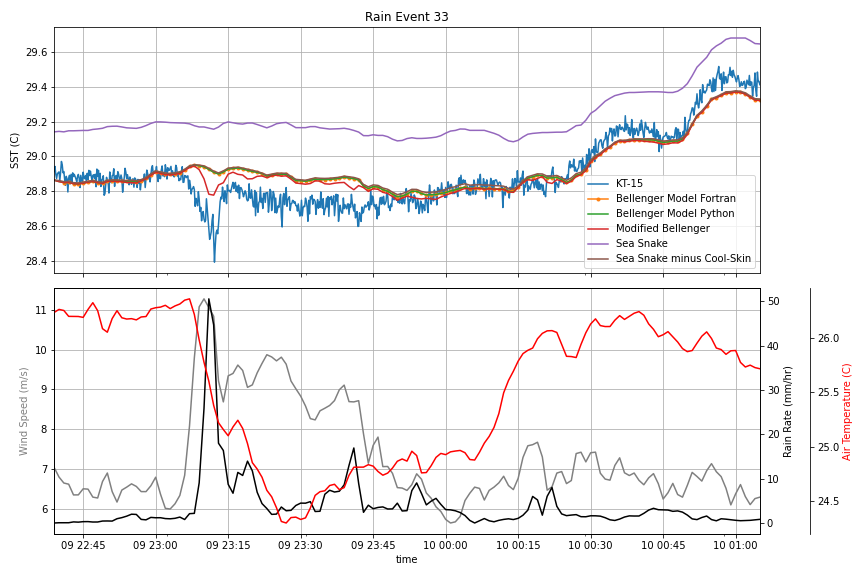 Rain Event 33
SST (C)
29.6
29.4
29.2
29.0
28.8
28.6
28.4
KT-15
Bellenger Model Fortran
Bellenger Model Python
Modified Bellenger
Sea Snake
Sea Snake minus Cool-Skin
Wind Speed (m/s)
11
10
9
8
7
6
50
40
30
20
10
0
Rain Rate (mm/hr)
26.0
25.5
25.0
24.5
Air Temperature (C)
09 22:45 09 23:00 09 23:15 09 23:30 09 23:45 10 00:00 10 00:15 10 00:30 10 00:45 10 01:00
time